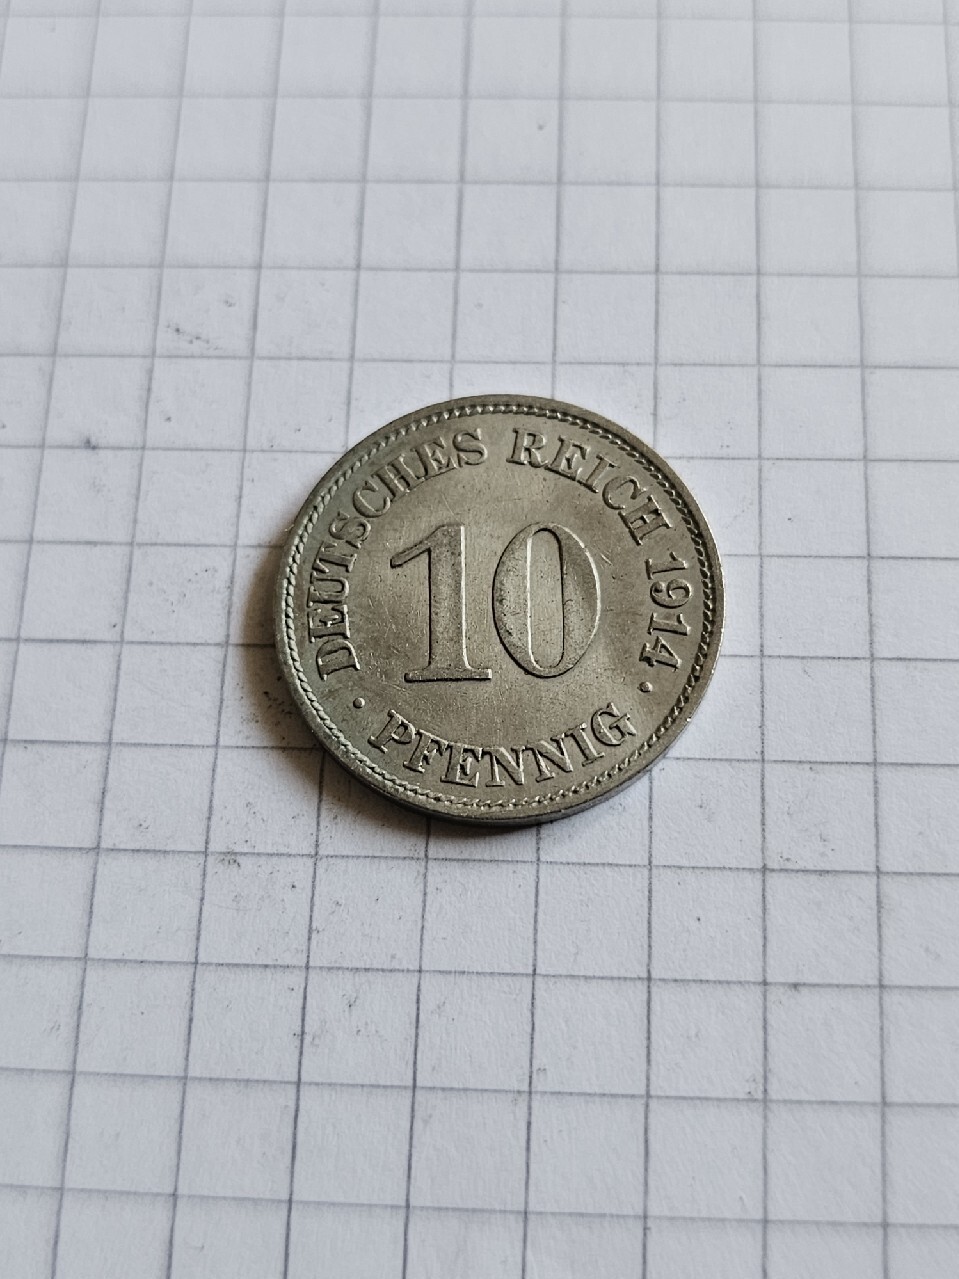 DEUTSCHES REICH 1914
10
· PFENNIG ·